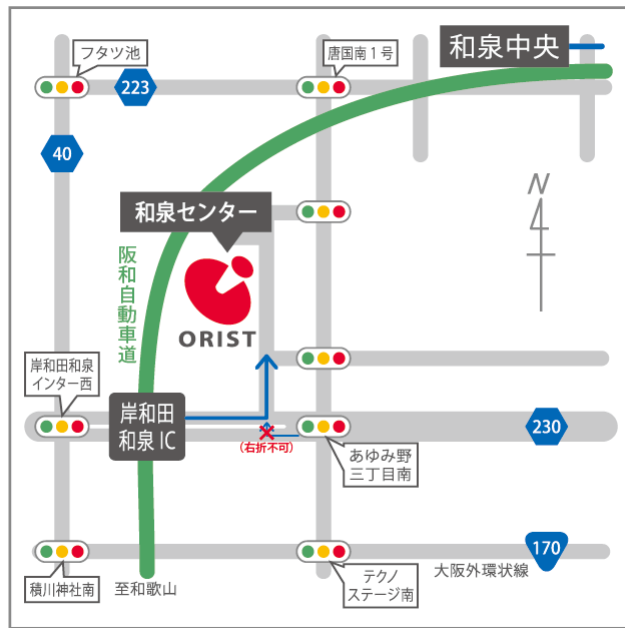 フタツ池
唐国南1号
和泉中央
223
40
N
和泉センター
阪和自動車道
ORIST
岸和田和泉
インター西
岸和田
和泉IC
(右折不可)
230
あゆみ野
三丁目南
積川神社南
至和歌山
テクノ
ステージ南
大阪外環状線
170